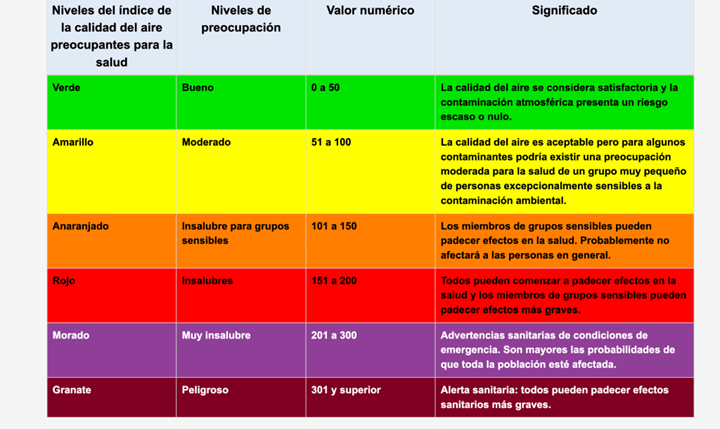 Niveles del índice de
la calidad del aire
preocupantes para la
salud
Niveles de
preocupación
Valor numérico
Significado
Verde
Bueno
0 a 50
La calidad del aire se considera satisfactoria y la
contaminación atmosférica presenta un riesgo
escaso o nulo.
Amarillo
Moderado
51 a 100
La calidad del aire es aceptable pero para algunos
contaminantes podría existir una preocupación
moderada para la salud de un grupo muy pequeño
de personas excepcionalmente sensibles a la
contaminación ambiental.
Anaranjado
Insalubre para grupos
sensibles
101 a 150
Los miembros de grupos sensibles pueden
padecer efectos en la salud. Probablemente no
afectará a las personas en general.
Rojo
Insalubres
151 a 200
Todos pueden comenzar a padecer efectos en la
salud y los miembros de grupos sensibles pueden
padecer efectos más graves.
Morado
Muy insalubre
201 a 300
Advertencias sanitarias de condiciones de
emergencia. Son mayores las probabilidades de
que toda la población esté afectada.
Granate
Peligroso
301 y superior
Alerta sanitaria: todos pueden padecer efectos
sanitarios más graves.